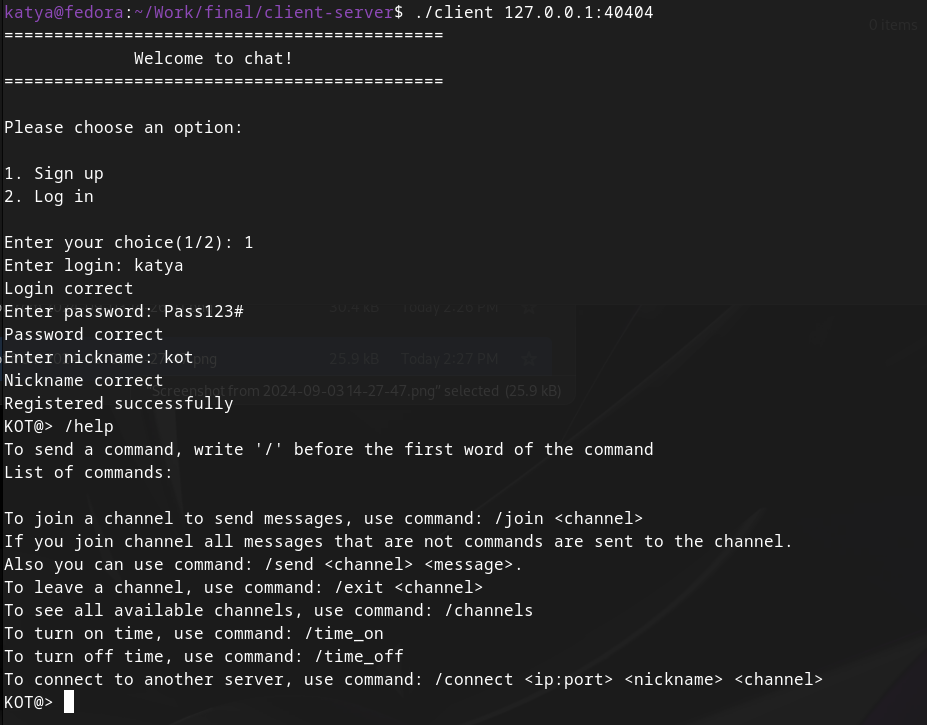 katya@fedora:~/Work/final/client-server$ ./client 127.0.0.1:40404
0 items
============================================
Welcome to chat!
============================================
Please choose an option:
1. Sign up
2. Log in
Enter your choice(1/2): 1
Enter login: katya
Login correct
30.4 kB Today 2:26 PM
Enter password: Pass123#
Password correct
Enter nickname: kot
.png 25.9 kB Today 2:27 PM
Nickname correct
"Screenshot from 2024-09-03 14-27-47.png" selected (25.9 kB)
Registered successfully
KOT@> /help
To send a command, write '/' before the first word of the command
List of commands:
To join a channel to send messages, use command: /join <channel>
If you join channel all messages that are not commands are sent to the channel.
Also you can use command: /send <channel> <message>.
To leave a channel, use command: /exit <channel>
To see all available channels, use command: /channels
To turn on time, use command: /time_on
To turn off time, use command: /time_off
To connect to another server, use command: /connect <ip:port> <nickname> <channel>
KOT@>